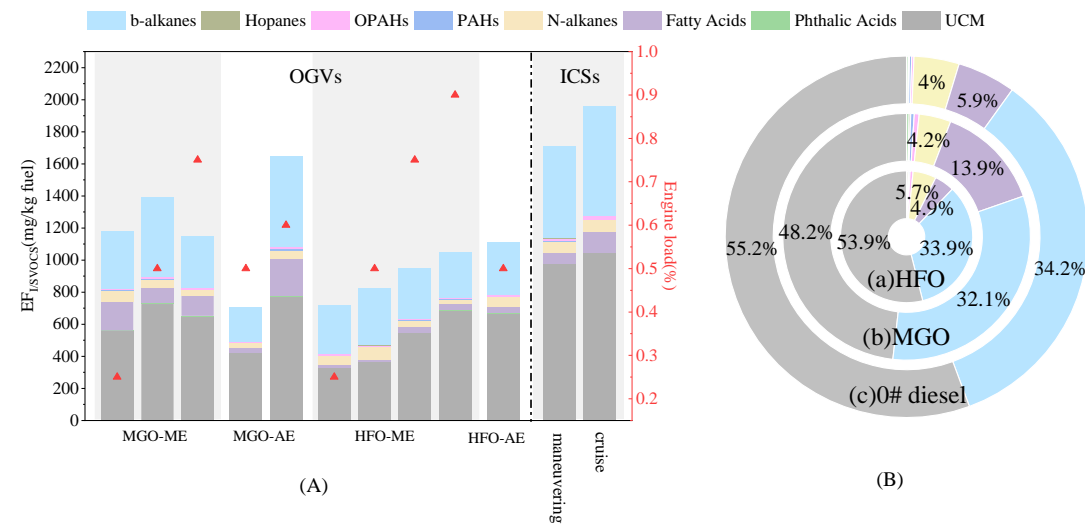 b-alkanes Hopanes OPAHs PAHs N-alkanes Fatty Acids Phthalic Acids UCM
(A)
(B)
EF I/SVOCS(mg/kg fuel)
2200
2000
1800
1600
1400
1200
1000
800
600
400
200
0
OGVs
ICSs
1.0
0.9
0.8
0.7
0.6
0.5
0.4
0.3
0.2
Engine load(%)
MGO-ME MGO-AE HFO-ME HFO-AE maneuvering cruise
(A)
4%
5.9%
4.2%
13.9%
5.7%
4.9%
55.2%
48.2%
53.9%
33.9%
32.1%
34.2%
(a)HFO
(b)MGO
(c)0# diesel
(B)